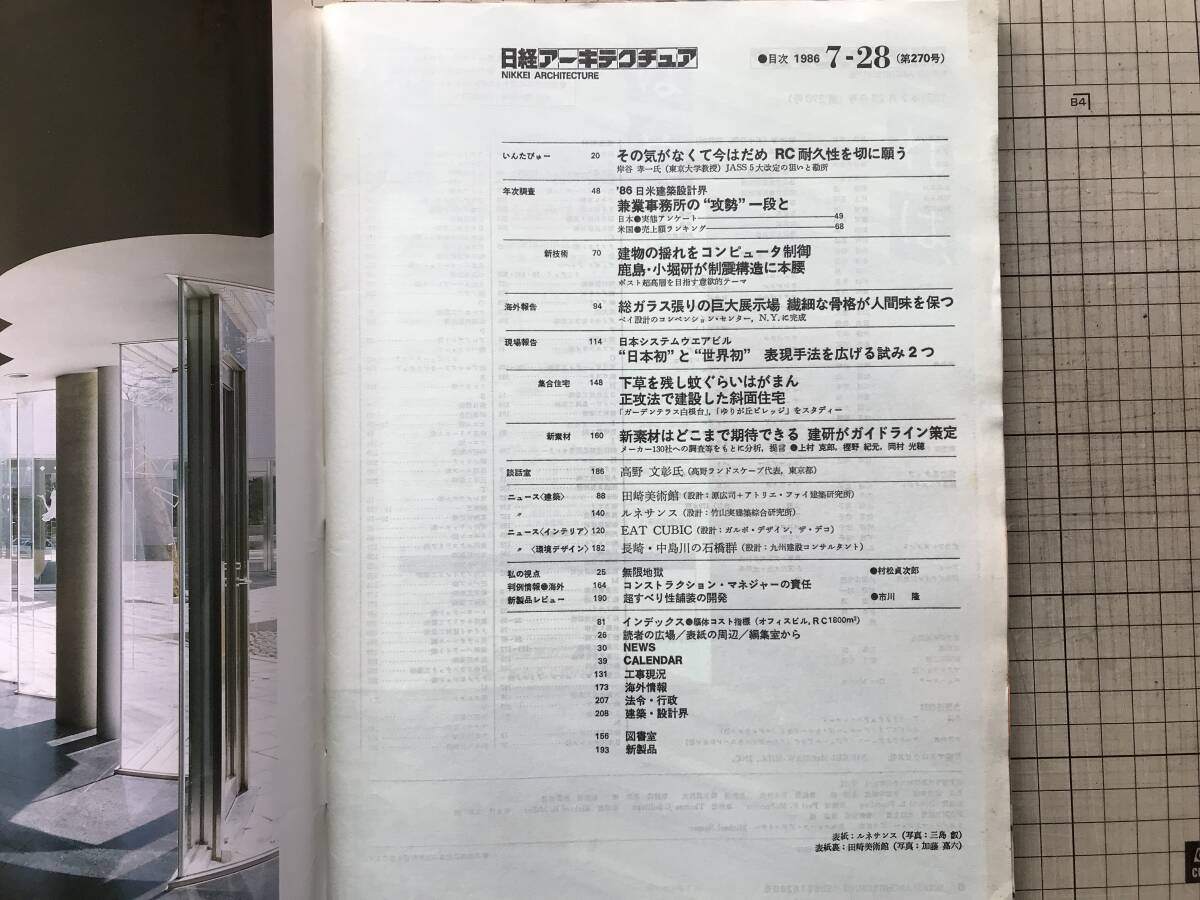 日経アーキテクチュア
NIKKEI ARCHITECTURE
●目次 1986 7-28 (第270号)
B4
いんたびゅー 20 その気がなくて今はだめ RC耐久性を切に願う
岸谷 孝一氏 (東京大学教授) JASS 5大改定の狙いと勘所
年次調査 48 '86日米建築設計界
兼業事務所の“攻勢”一段と
日本●実態アンケート 49
米国●売上額ランキング 68
新技術 70 建物の揺れをコンピュータ制御
鹿島・小堀研が制震構造に本腰
ポスト超高層を目指す意欲的テーマ
海外報告 94 総ガラス張りの巨大展示場 繊細な骨格が人間味を保つ
ペイ設計のコンベンション・センター, N.Y.に完成
現場報告 114 日本システムウエアビル
“日本初”と“世界初” 表現手法を広げる試み2つ
集合住宅 148 下草を残し蚊ぐらいはがまん
正攻法で建設した斜面住宅
「ガーデンテラス白根台」,「ゆりが丘ビレッジ」をスタディー
新素材 160 新素材はどこまで期待できる 建研がガイドライン策定
メーカー130社への調査等をもとに分析, 提言 ●上村 克郎, 樫野 紀元, 岡村 光穂
談話室 186 高野 文彰氏 (高野ランドスケープ代表, 東京都)
ニュース〈建築〉 88 田崎美術館 (設計：原広司＋アトリエ・ファイ建築研究所)
〃 140 ルネサンス (設計：竹山実建築綜合研究所)
ニュース〈インテリア〉 120 EAT CUBIC (設計：ガルボ・デザイン, ザ・デコ)
〃 〈環境デザイン〉 182 長崎・中島川の石橋群 (設計：九州建設コンサルタント)
私の視点 25 無限地獄 ●村松貞次郎
判例情報●海外 164 コンストラクション・マネジャーの責任
新製品レビュー 190 超すべり性舗装の開発 ●市川 隆
81 インデックス●躯体コスト指標 (オフィスビル, RC1800m²)
26 読者の広場／表紙の周辺／編集室から
30 NEWS
39 CALENDAR
131 工事現況
173 海外情報
207 法令・行政
208 建築・設計界
156 図書室
193 新製品
表紙：ルネサンス (写真：三島 叡)
表紙裏：田崎美術館 (写真：加藤 嘉六)